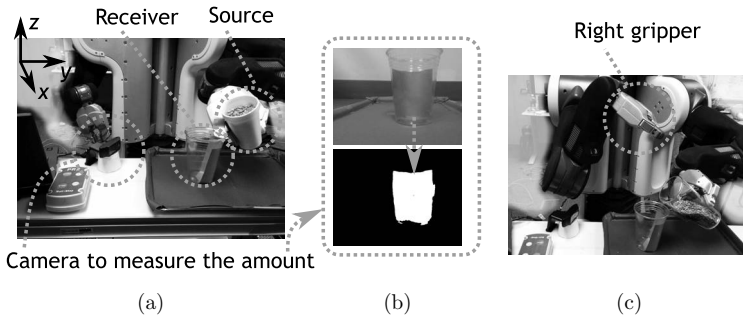 Receiver
Source
z
y
x
Camera to measure the amount
Right gripper
(a)
(b)
(c)